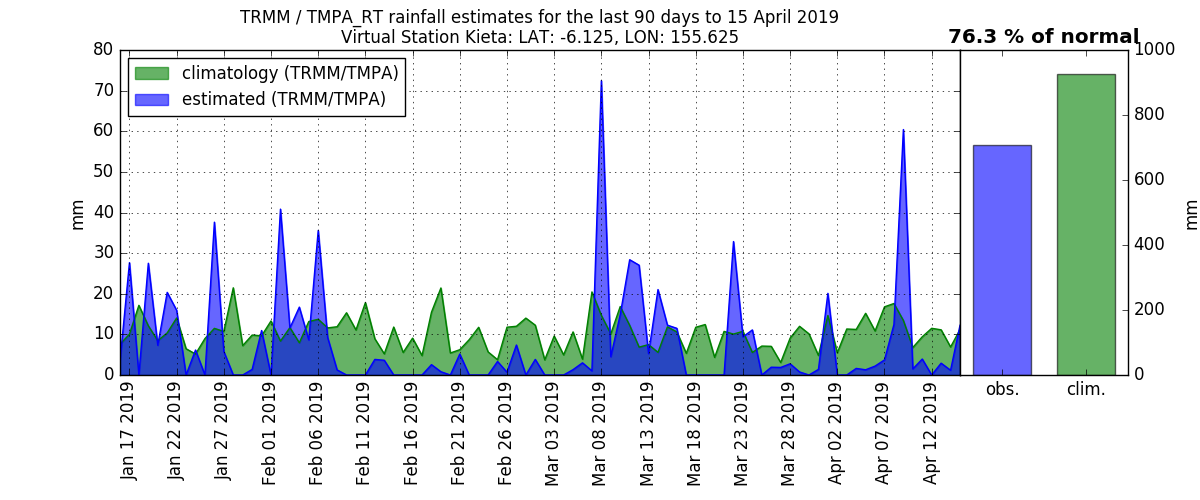 TRMM / TMPA_RT rainfall estimates for the last 90 days to 15 April 2019
Virtual Station Kieta: LAT: -6.125, LON: 155.625
76.3 % of normal
climatology (TRMM/TMPA)
estimated (TRMM/TMPA)
80
70
60
50
40
30
20
10
0
mm
Jan 17 2019
Jan 22 2019
Jan 27 2019
Feb 01 2019
Feb 06 2019
Feb 11 2019
Feb 16 2019
Feb 21 2019
Feb 26 2019
Mar 03 2019
Mar 08 2019
Mar 13 2019
Mar 18 2019
Mar 23 2019
Mar 28 2019
Apr 02 2019
Apr 07 2019
Apr 12 2019
1000
800
600
400
200
0
mm
obs.
clim.